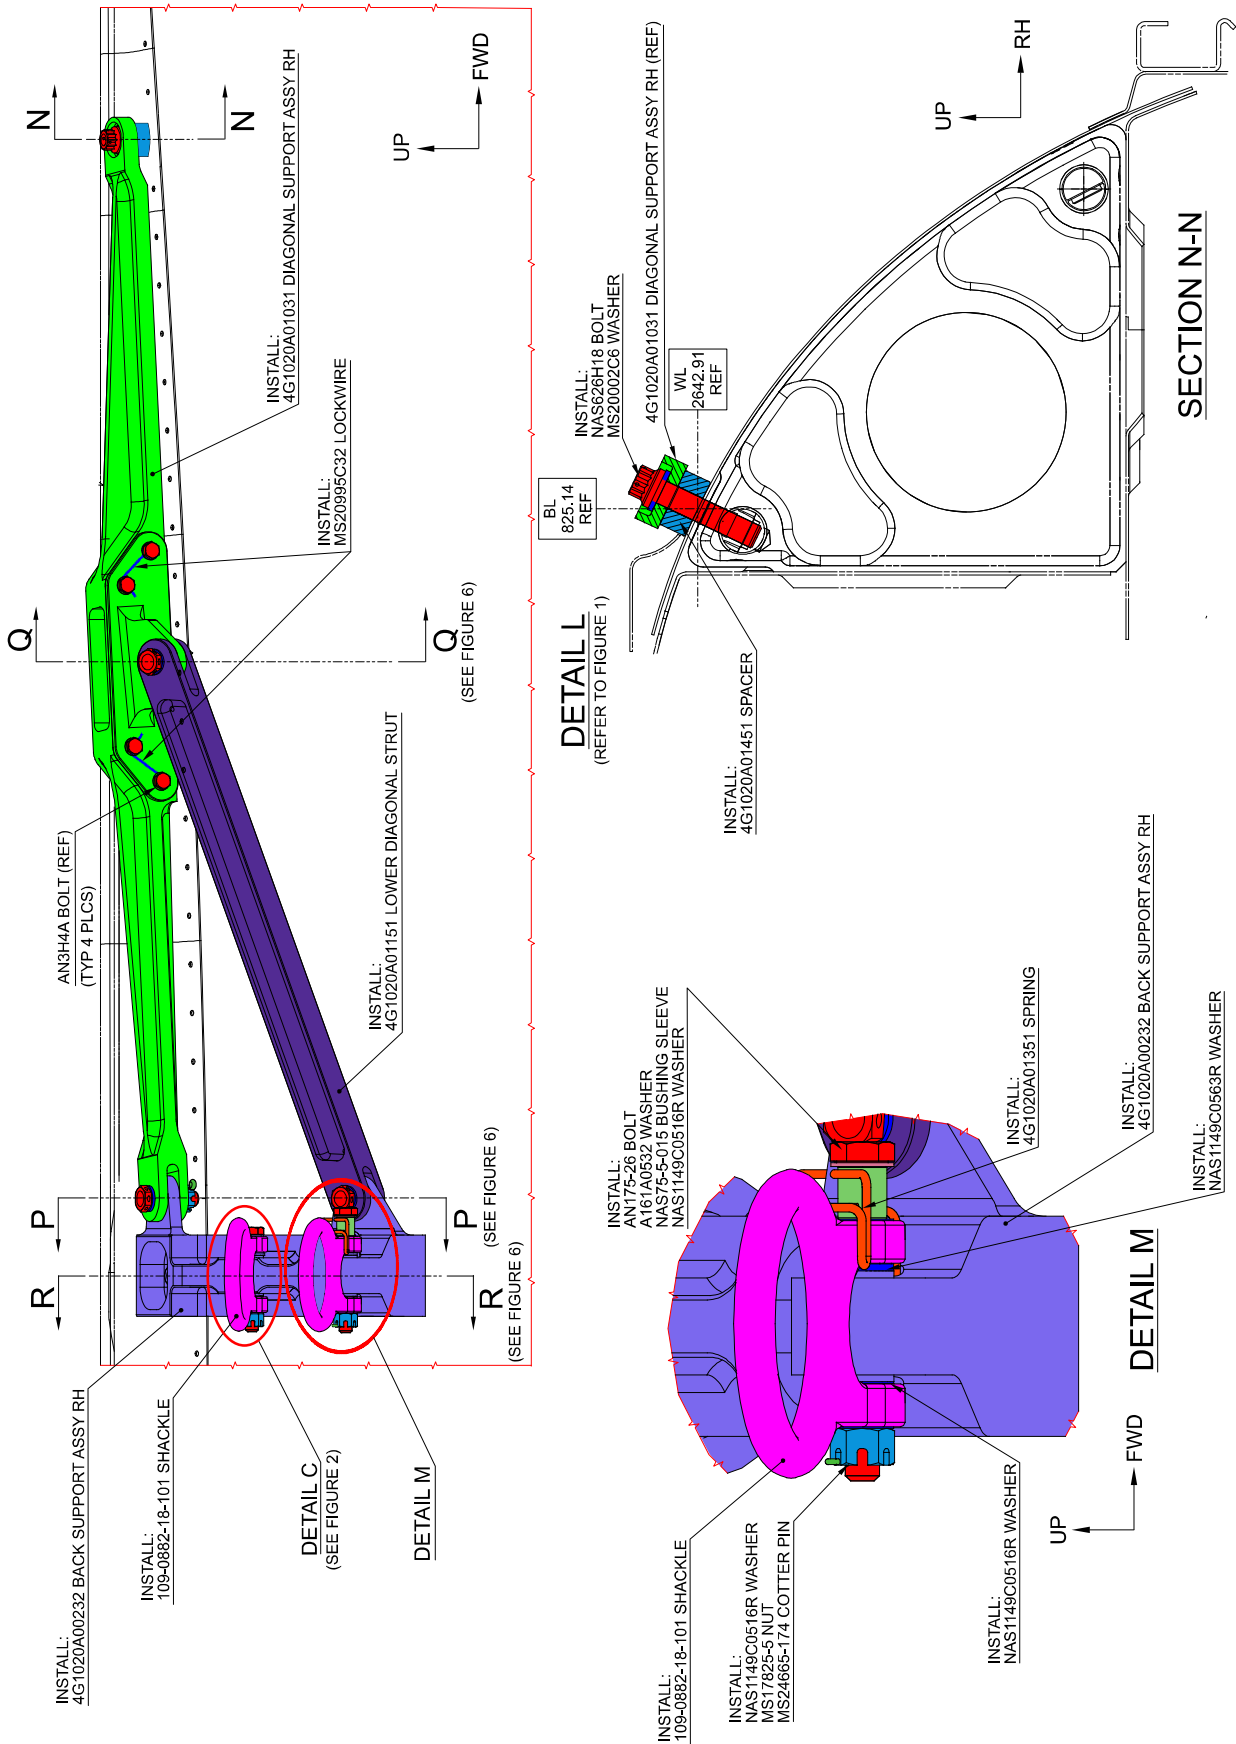 INSTALL:
4G1020A00232 BACK SUPPORT ASSY RH
INSTALL:
109-0882-18-101 SHACKLE
DETAIL C
(SEE FIGURE 2)
DETAIL M
R
R
(SEE FIGURE 6)
P
P
(SEE FIGURE 6)
AN3H4A BOLT (REF)
(TYP 4 PLCS)
INSTALL:
4G1020A01151 LOWER DIAGONAL STRUT
Q
Q
(SEE FIGURE 6)
INSTALL:
MS20995C32 LOCKWIRE
INSTALL:
4G1020A01031 DIAGONAL SUPPORT ASSY RH
N
N
UP
FWD
DETAIL L
(REFER TO FIGURE 1)
INSTALL:
109-0882-18-101 SHACKLE
INSTALL:
NAS1149C0516R WASHER
MS17825-5 NUT
MS24665-174 COTTER PIN
INSTALL:
AN175-26 BOLT
A161A0532 WASHER
NAS75-5-015 BUSHING SLEEVE
NAS1149C0516R WASHER
INSTALL:
4G1020A01351 SPRING
INSTALL:
4G1020A00232 BACK SUPPORT ASSY RH
INSTALL:
NAS1149C0563R WASHER
INSTALL:
NAS1149C0516R WASHER
UP
FWD
DETAIL M
INSTALL:
4G1020A01451 SPACER
BL
825.14
REF
INSTALL:
NAS626H18 BOLT
MS20002C6 WASHER
4G1020A01031 DIAGONAL SUPPORT ASSY RH (REF)
WL
2642.91
REF
UP
RH
SECTION N-N